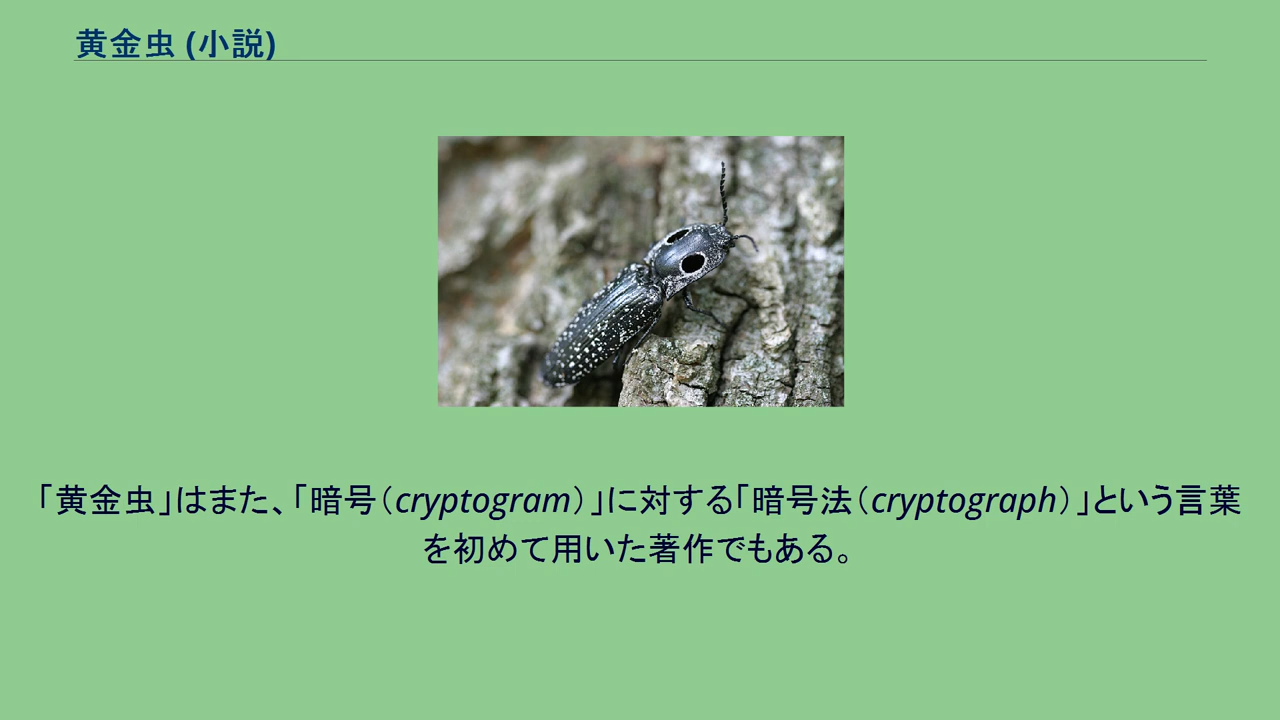 黄金虫 (小説)
「黄金虫」はまた、「暗号（cryptogram）」に対する「暗号法（cryptograph）」という言葉
を初めて用いた著作でもある。